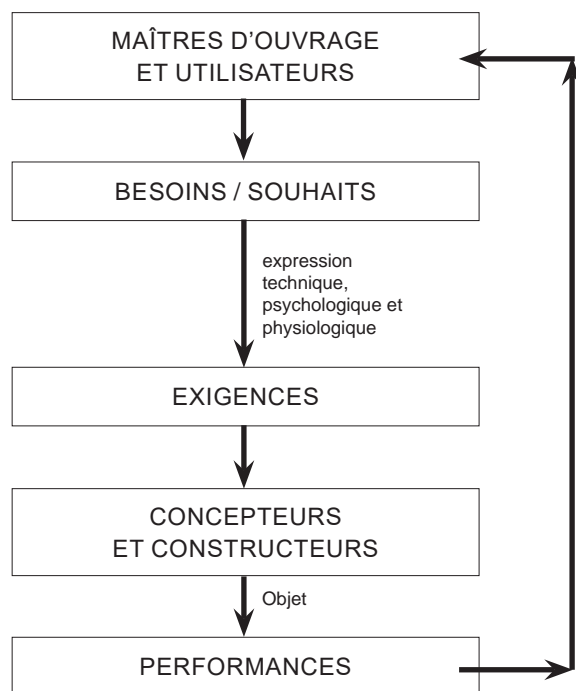 MAÎTRES D’OUVRAGE
ET UTILISATEURS
BESOINS / SOUHAITS
expression
technique,
psychologique et
physiologique
EXIGENCES
CONCEPTEURS
ET CONSTRUCTEURS
Objet
PERFORMANCES